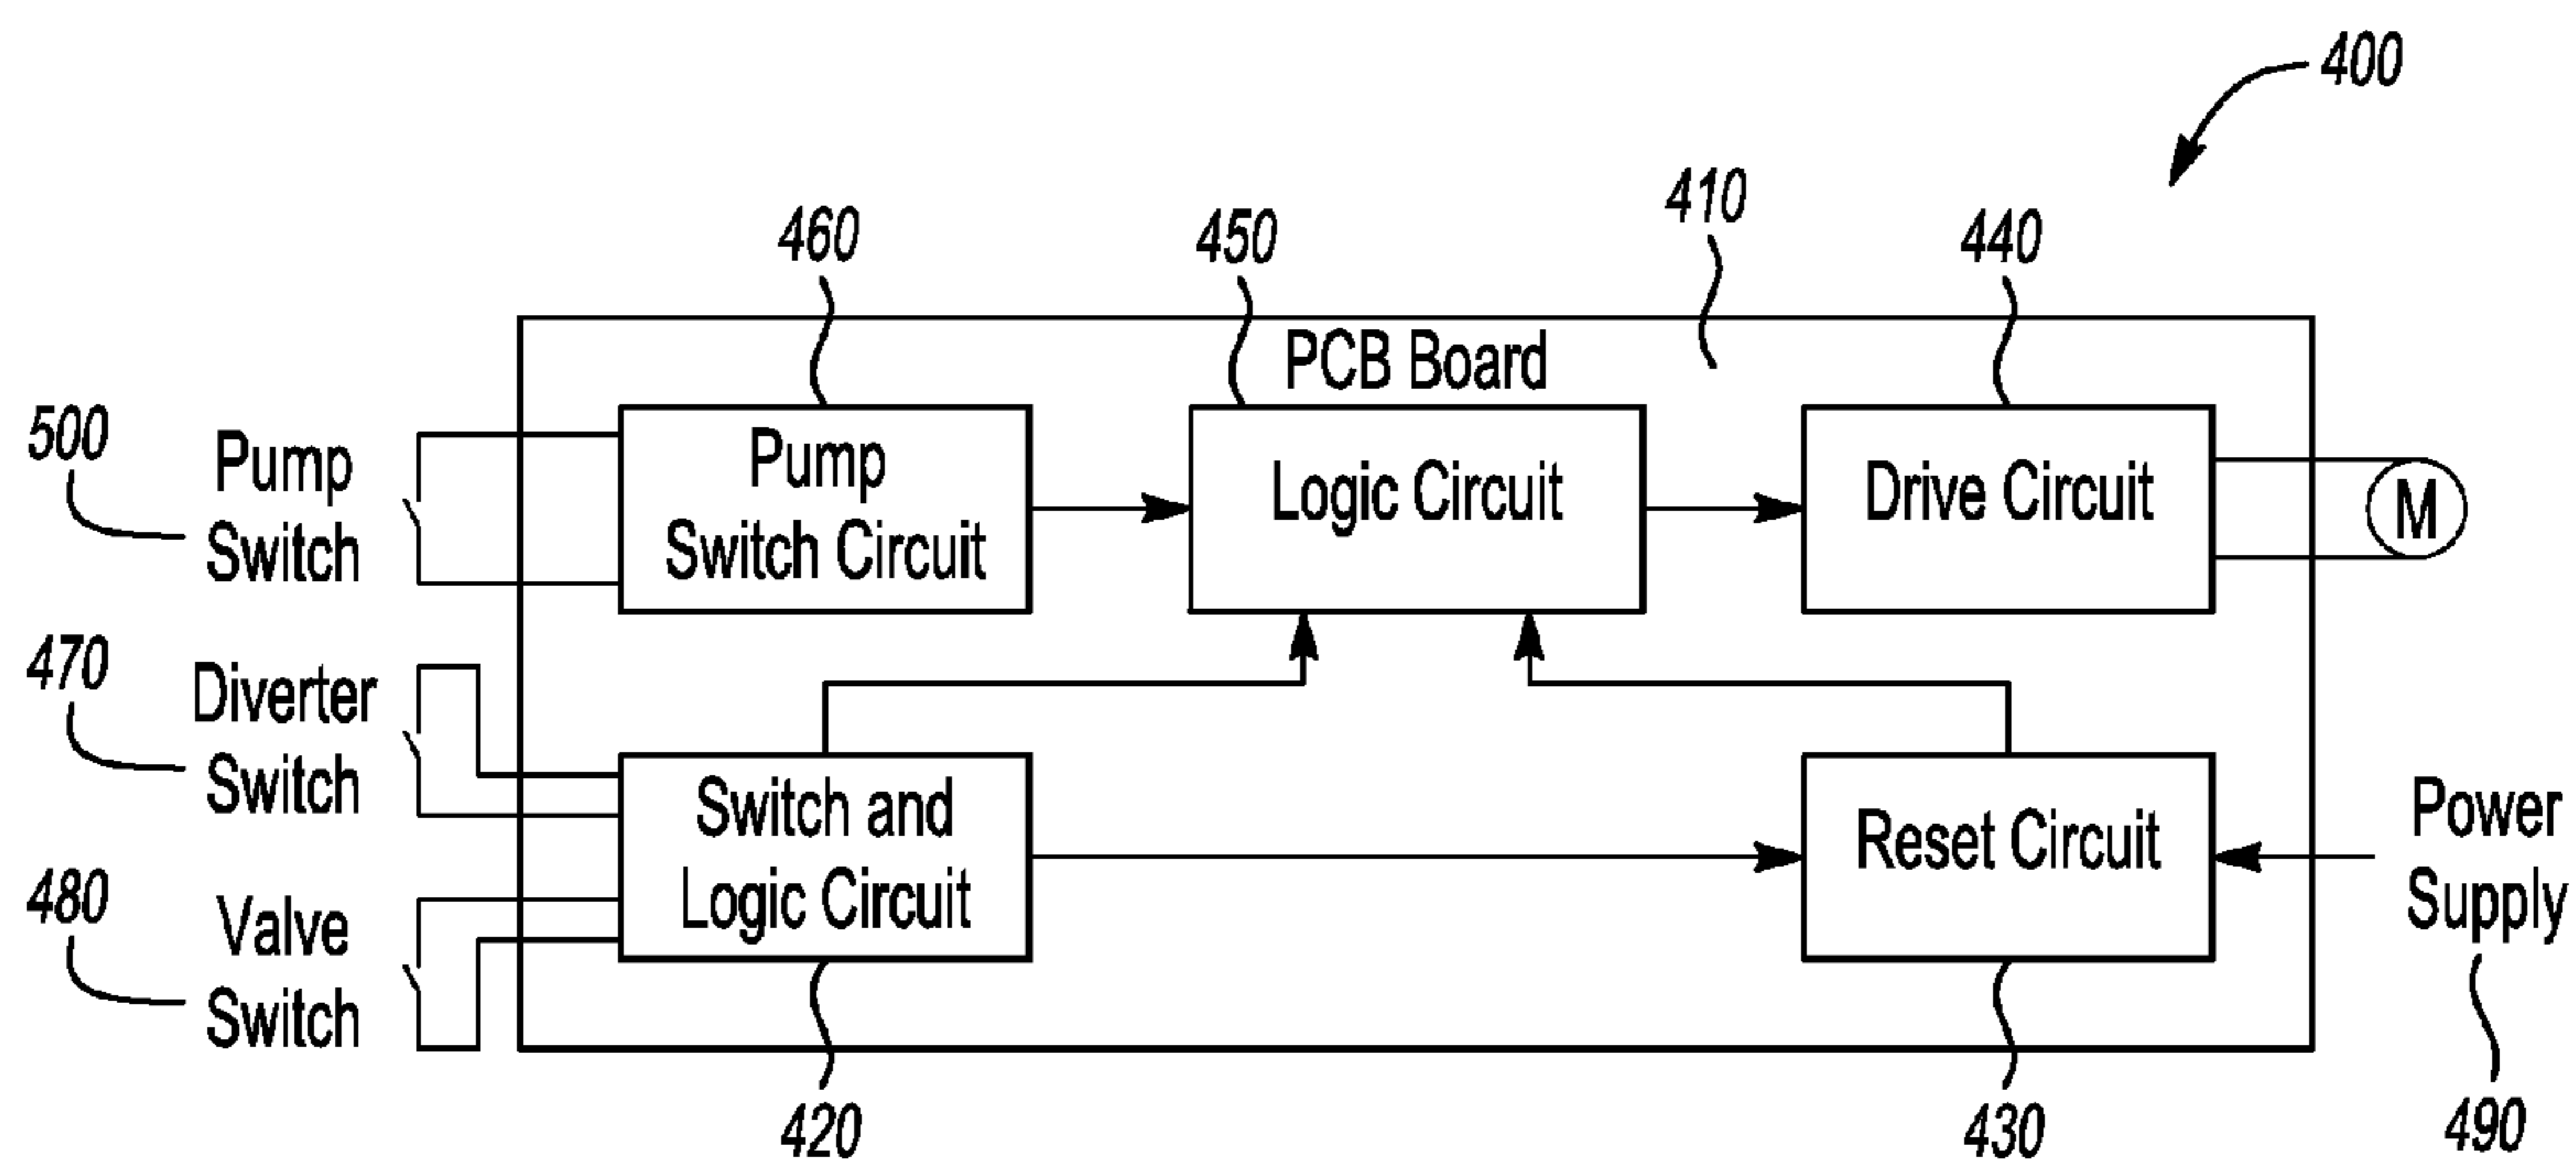 400
410
460
450
440
PCB Board
500
Pump
Switch
Pump
Switch Circuit
Logic Circuit
Drive Circuit
M
470
Diverter
Switch
480
Valve
Switch
Switch and
Logic Circuit
Reset Circuit
Power
Supply
420
430
490